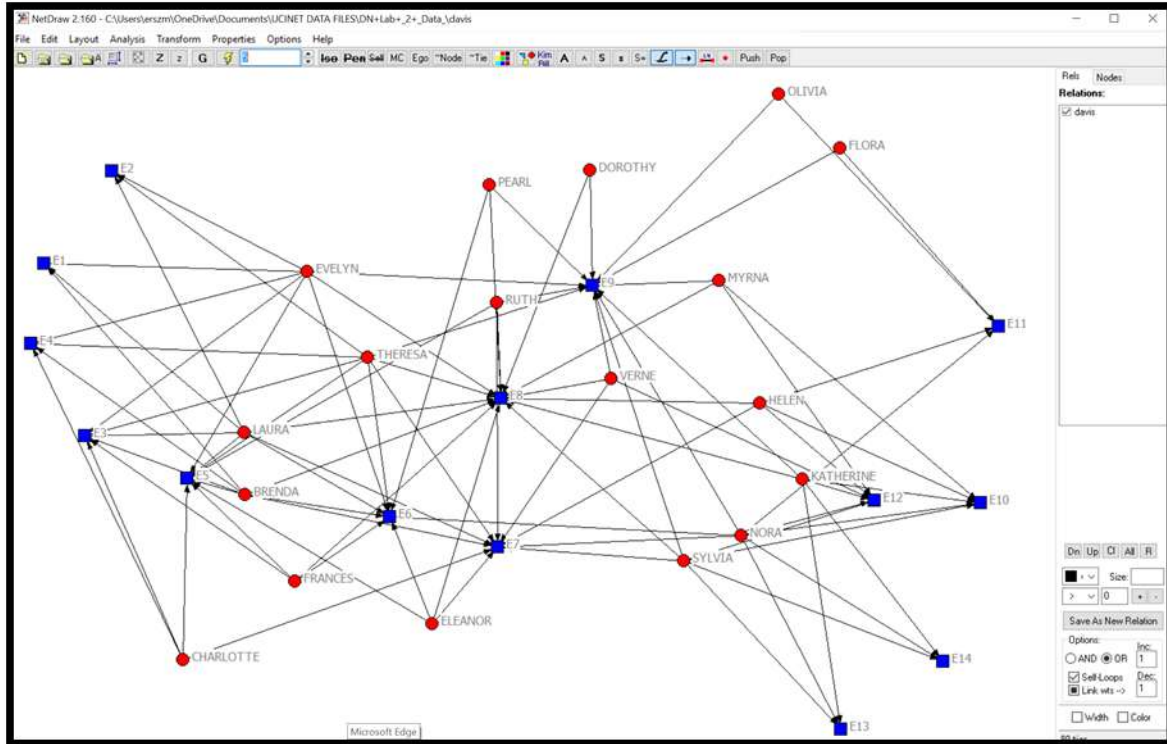 NetDraw 2.160 - C:\Users\erszm\OneDrive\Documents\UCINET DATA FILES\DN+Lab+_2+_Data_\davis
File Edit Layout Analysis Transform Properties Options Help
Z z G Iso Pen Sell MC Ego ~Node ~Tie Kim Fill A A S s S= L Push Pop
Rels Nodes
Relations:
davis
OLIVIA
FLORA
E2
PEARL
DOROTHY
E1
EVELYN
E9
MYRNA
RUTH
E11
E4
THERESA
VERNE
E8
HELEN
E3
LAURA
E5
BRENDA
KATHERINE
E12
E10
E6
E7
NORA
SYLVIA
FRANCES
ELEANOR
CHARLOTTE
E14
E13
Dn Up Cl All R
Size:
> 0 + -
Save As New Relation
Options:
AND OR
Inc:
1
Self-Loops
Dec:
Link wts -->
1
Width Color
Microsoft Edge